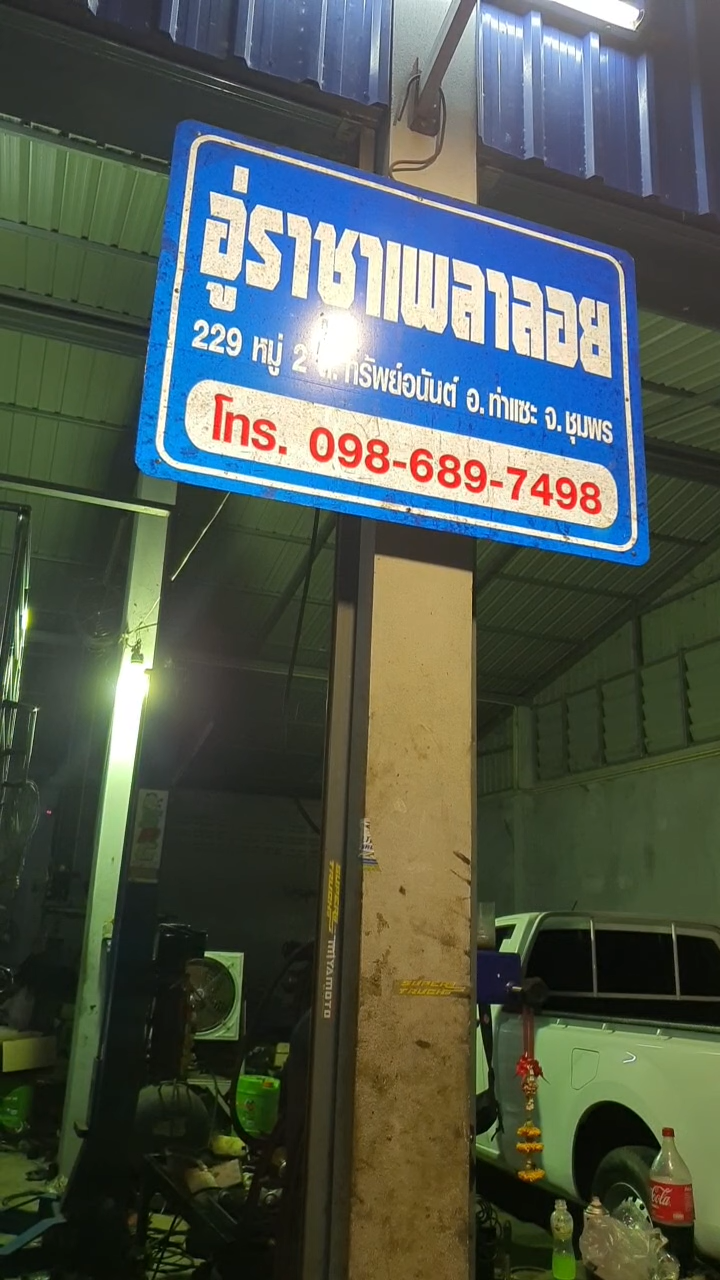 อู่ราชาเพลาลอย
229 หมู่ 2 ต. ทรัพย์อนันต์ อ. ท่าแซะ จ. ชุมพร
โทร. 098-689-7498
MIYAMOTO